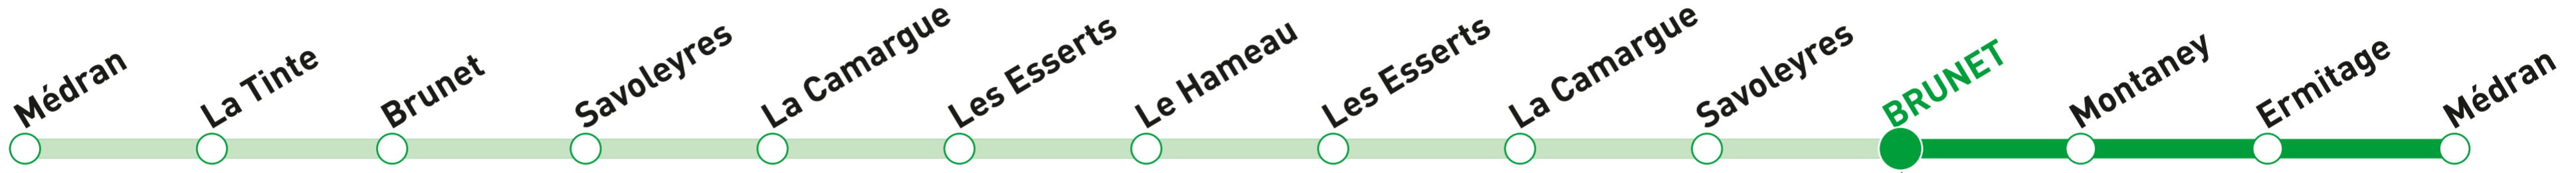 Médran
La Tinte
Brunet
Savoleyres
La Camargue
Les Esserts
Le Hameau
Les Esserts
La Camargue
Savoleyres
BRUNET
Montaney
Ermitage
Médran